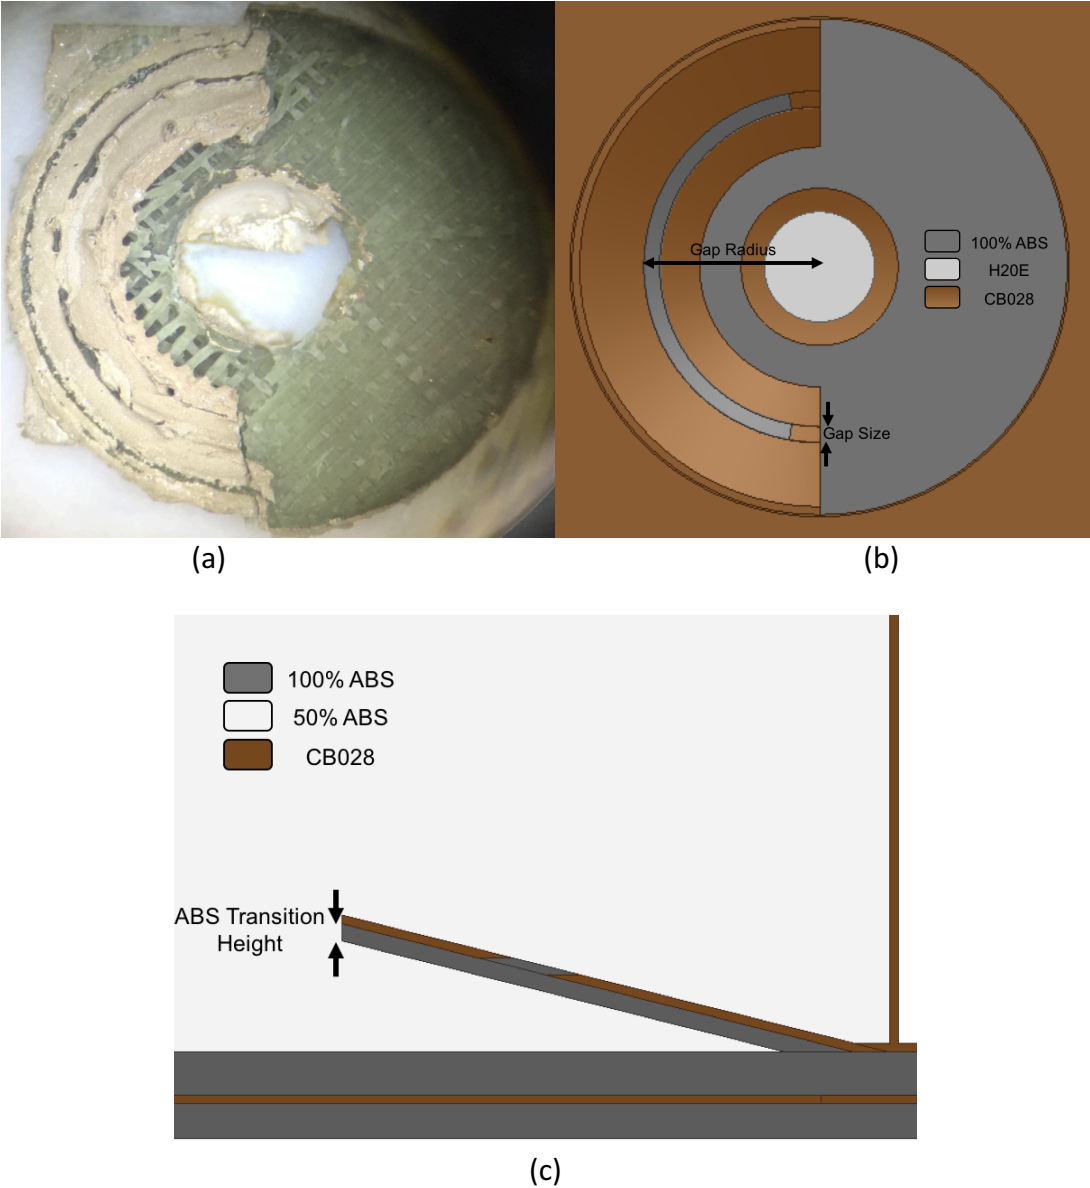 Gap Radius
100% ABS
H20E
CB028
Gap Size
(a)
(b)
100% ABS
50% ABS
CB028
ABS Transition
Height
(c)